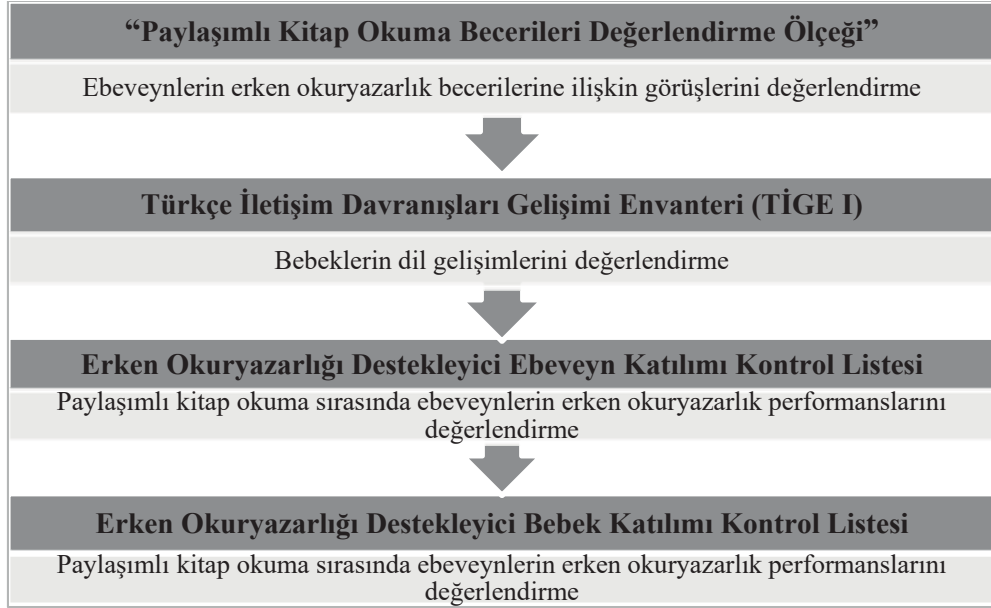 “Paylaşımlı Kitap Okuma Becerileri Değerlendirme Ölçeği”
Ebeveynlerin erken okuryazarlık becerilerine ilişkin görüşlerini değerlendirme
Türkçe İletişim Davranışları Gelişimi Envanteri (TİGE I)
Bebeklerin dil gelişimlerini değerlendirme
Erken Okuryazarlığı Destekleyici Ebeveyn Katılımı Kontrol Listesi
Paylaşımlı kitap okuma sırasında ebeveynlerin erken okuryazarlık performanslarını
değerlendirme
Erken Okuryazarlığı Destekleyici Bebek Katılımı Kontrol Listesi
Paylaşımlı kitap okuma sırasında ebeveynlerin erken okuryazarlık performanslarını
değerlendirme